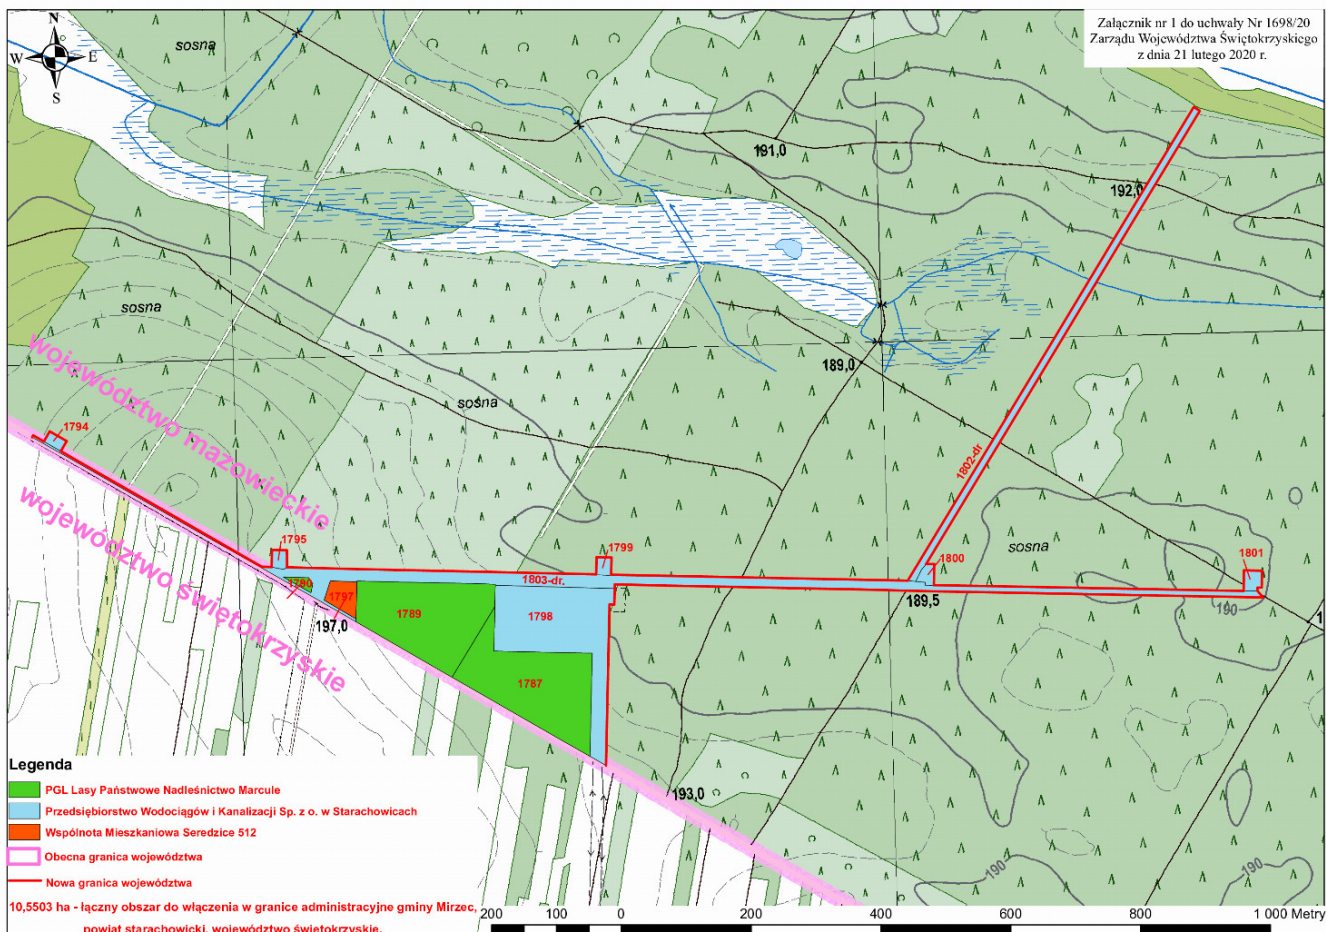 Załącznik nr 1 do uchwały Nr 1698/20
Zarządu Województwa Świętokrzyskiego
z dnia 21 lutego 2020 r.
N
W E
S
sosna
191,0
192,0
sosna
189,0
województwo mazowieckie
sosna
1794
1802-dr
województwo świętokrzyskie
1795
1799
1800
sosna
1801
1803-dr.
1797
1789
1798
189,5
190
197,0
1787
193,0
190
Legenda
PGL Lasy Państwowe Nadleśnictwo Marcule
Przedsiębiorstwo Wodociągów i Kanalizacji Sp. z o. w Starachowicach
Wspólnota Mieszkaniowa Seredzice 512
Obecna granica województwa
Nowa granica województwa
10,5503 ha - łączny obszar do włączenia w granice administracyjne gminy Mirzec,
powiat starachowicki, województwo świętokrzyskie.
200 100 0 200 400 600 800 1 000 Metry